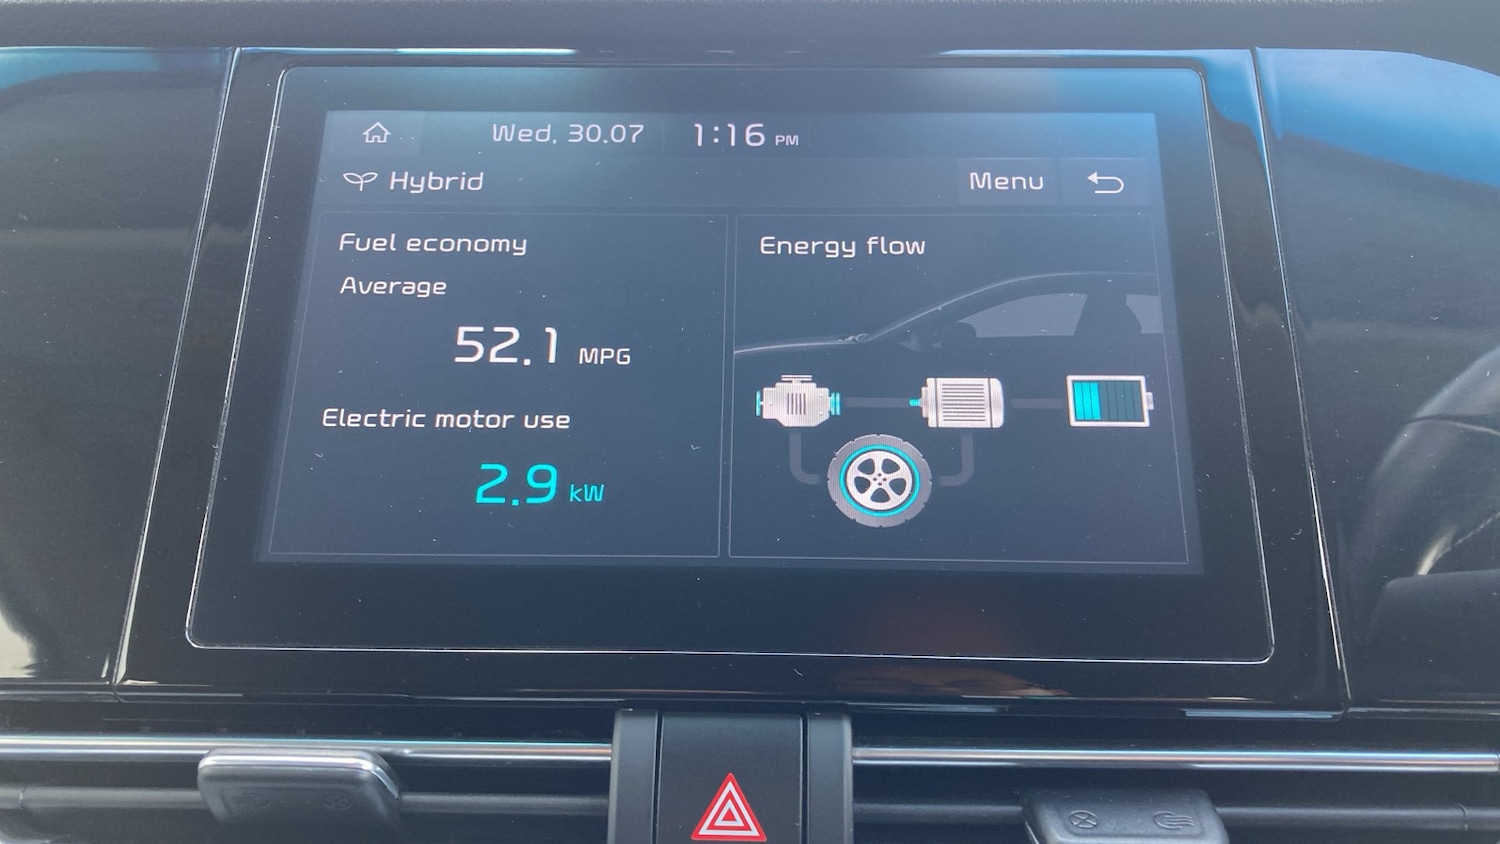 Wed, 30.07 1:16 PM
Hybrid Menu
Fuel economy
Average
52.1 MPG
Electric motor use
2.9 kW
Energy flow